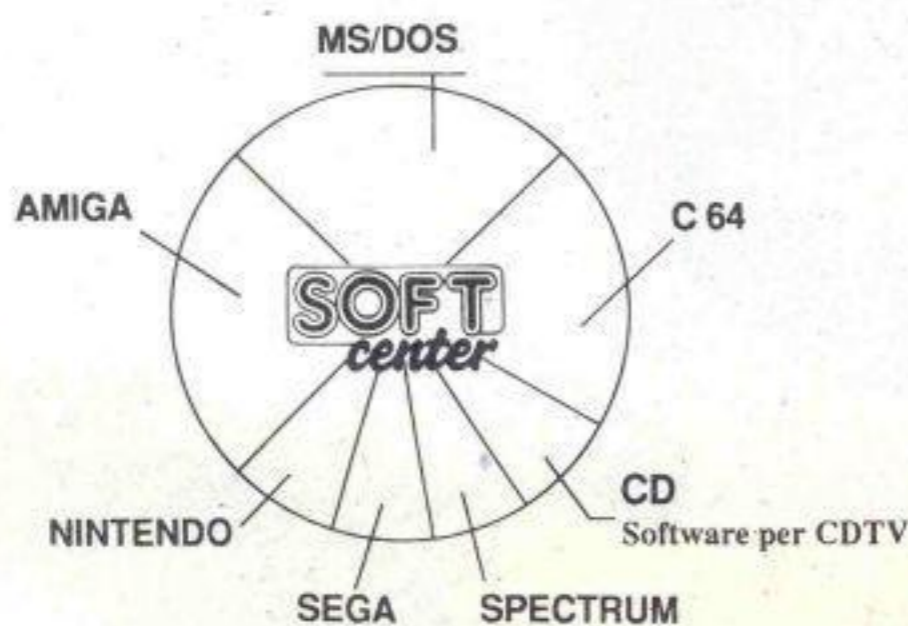 MS/DOS
AMIGA
C 64
SOFT
center
CD
Software per CDTV
NINTENDO
SEGA
SPECTRUM